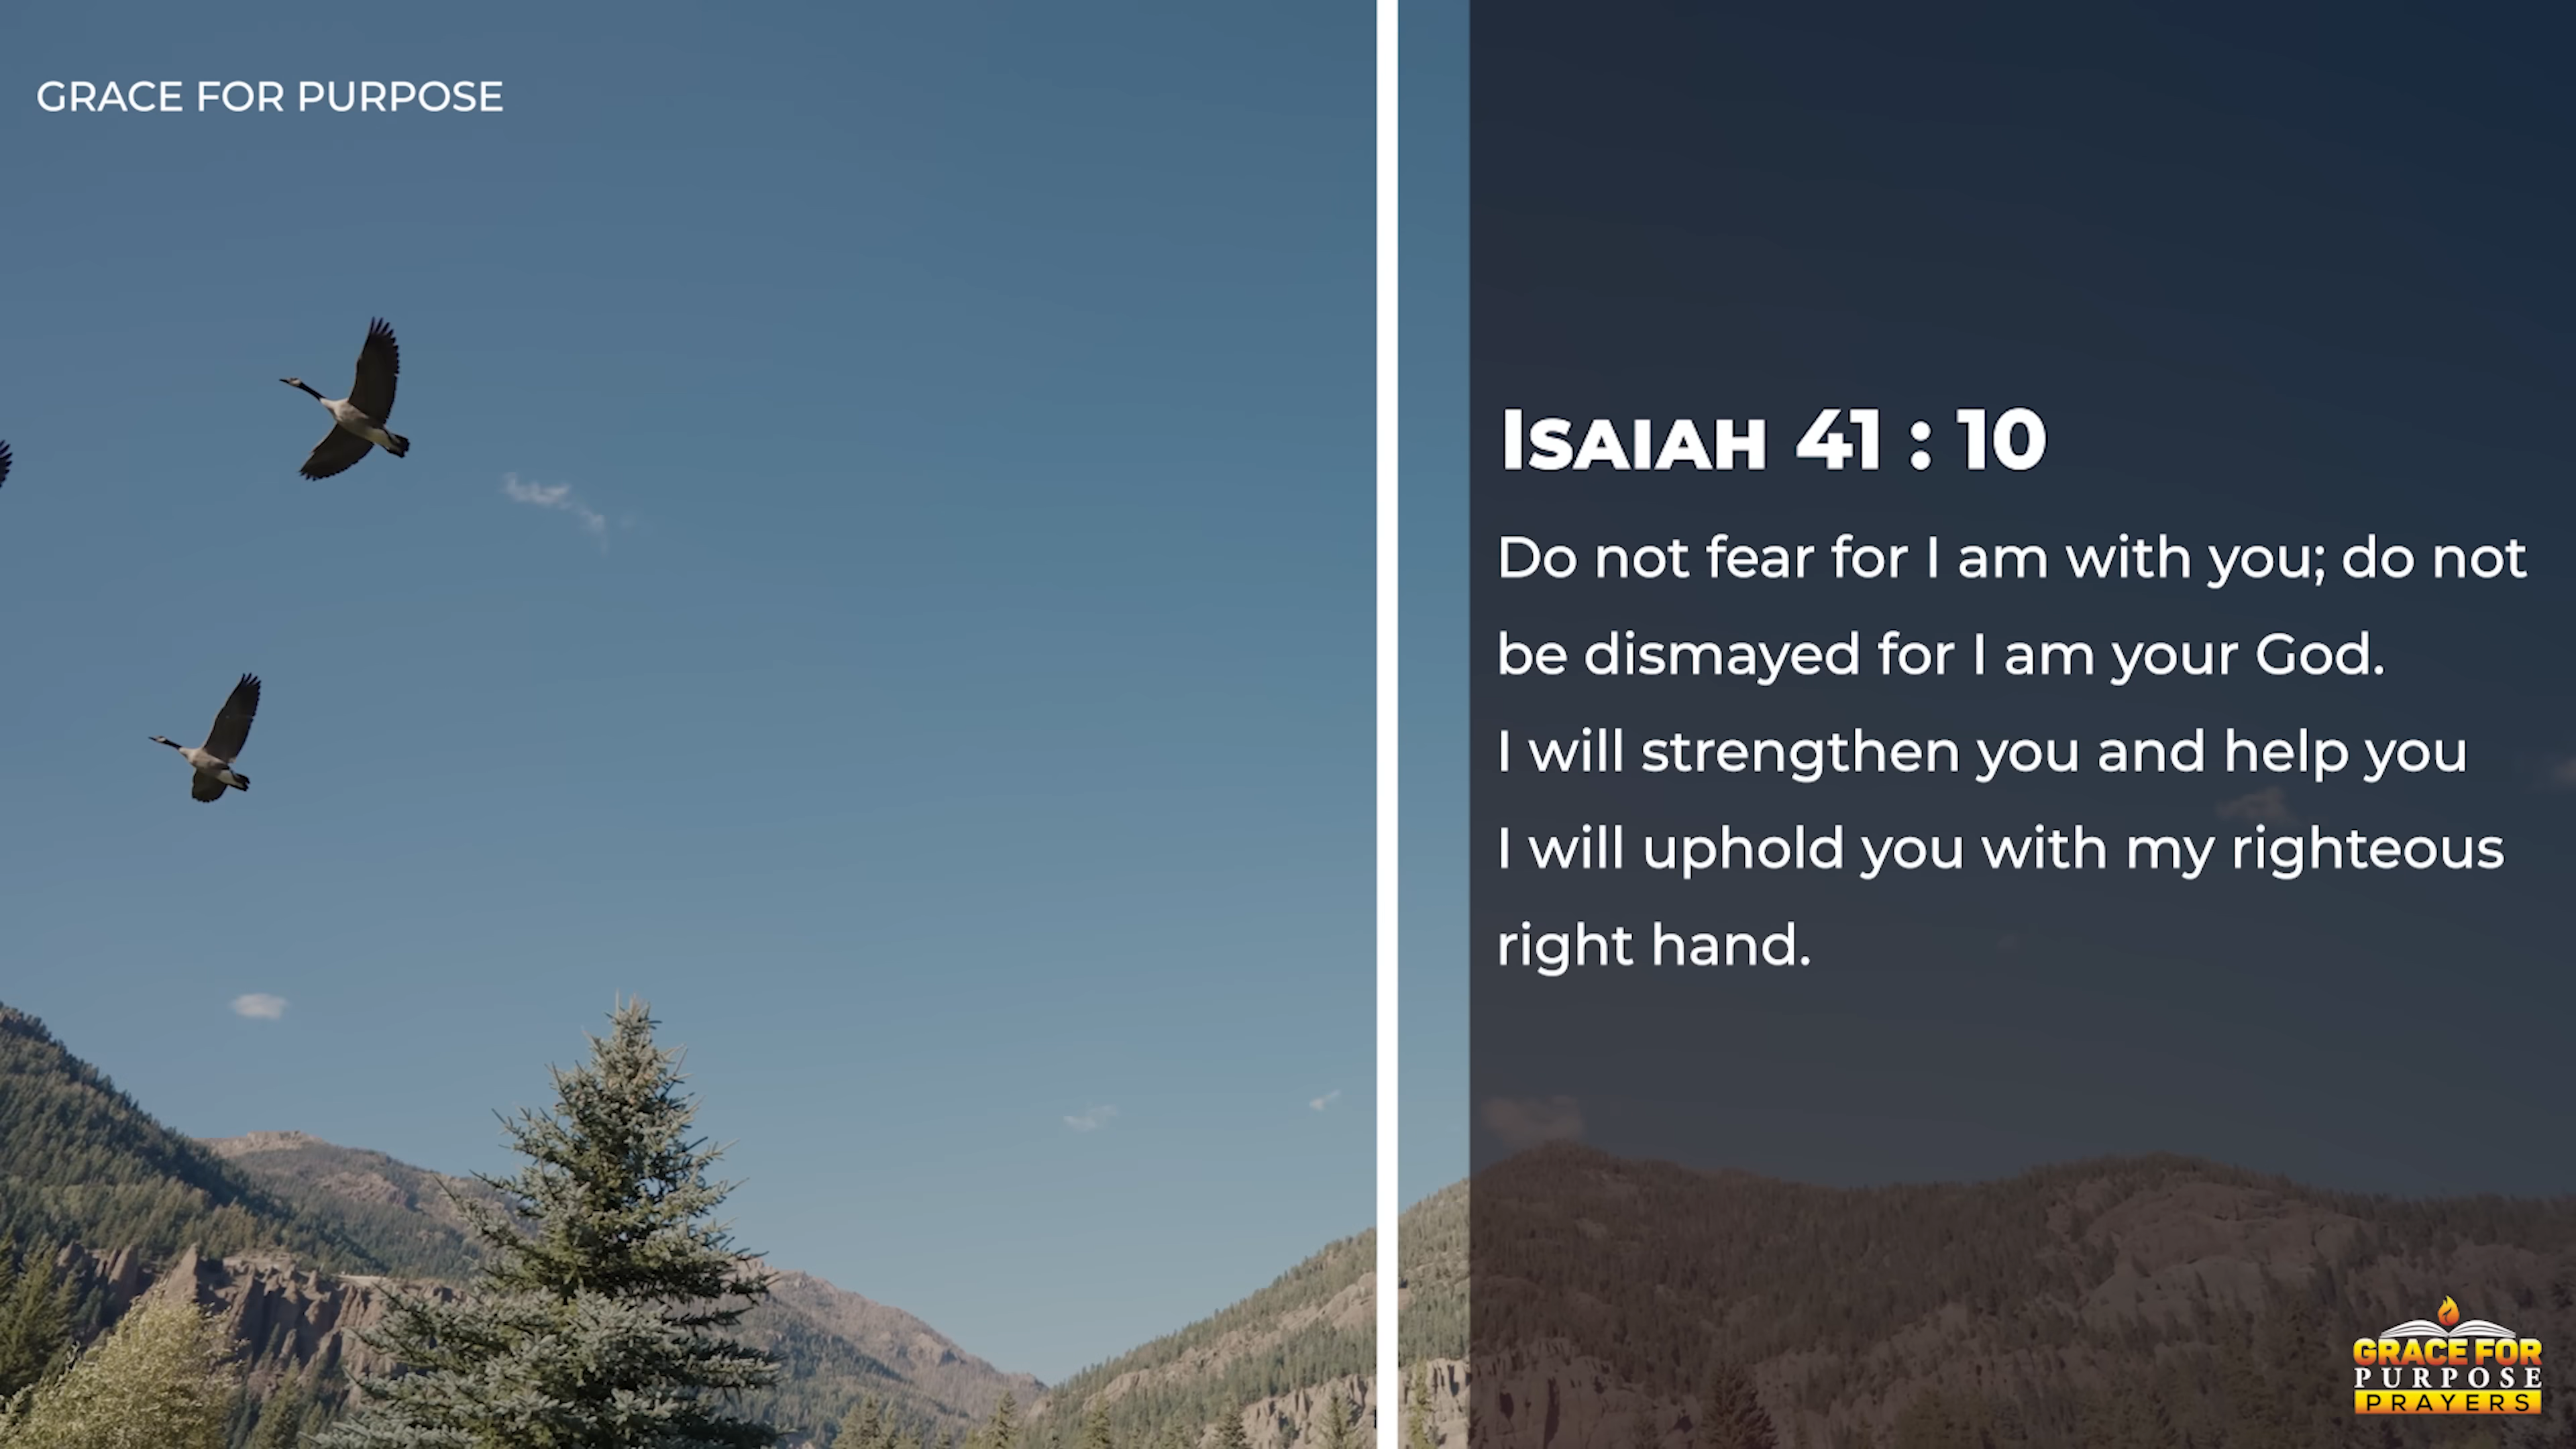 GRACE FOR PURPOSE
ISAIAH 41 : 10
Do not fear for I am with you; do not
be dismayed for I am your God.
I will strengthen you and help you
I will uphold you with my righteous
right hand.
GRACE FOR
PURPOSE
PRAYERS